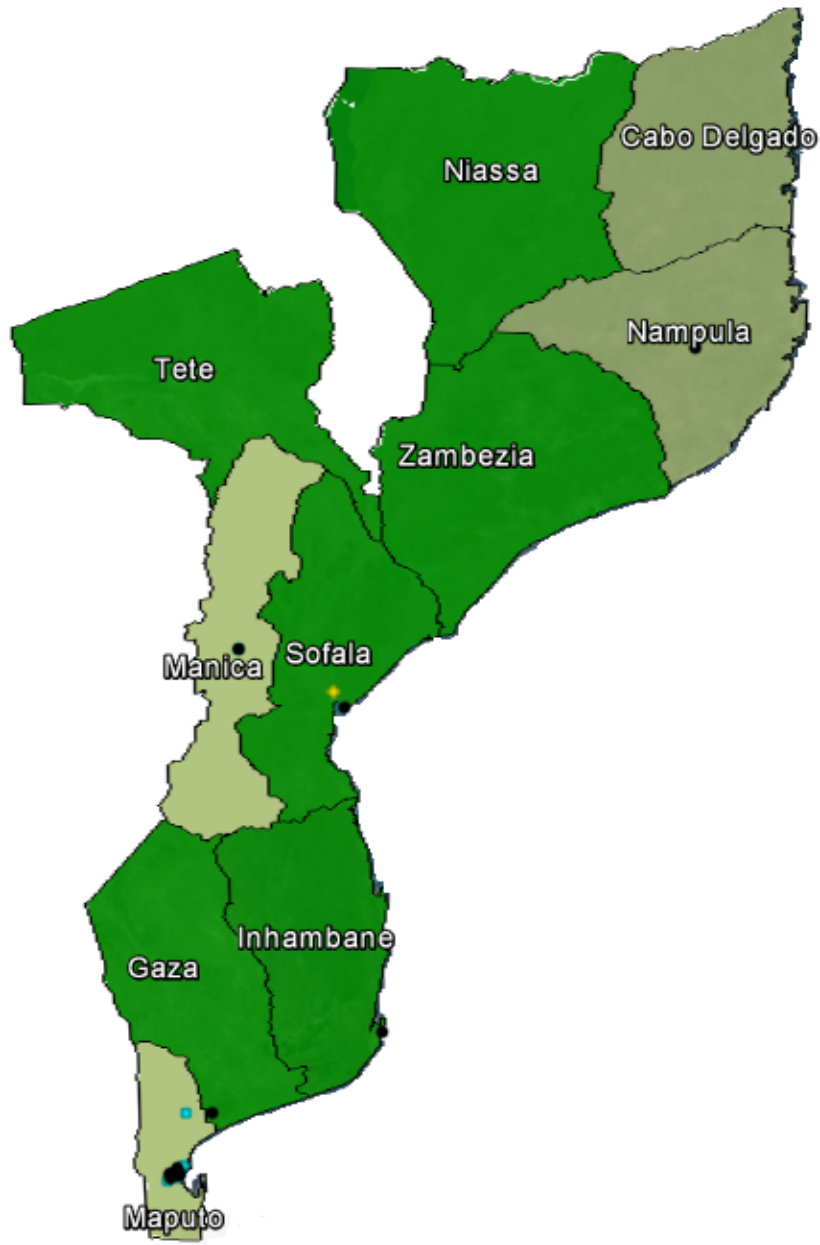 Cabo Delgado
Niassa
Nampula
Tete
Zambezia
Sofala
Manica
Inhambane
Gaza
Maputo